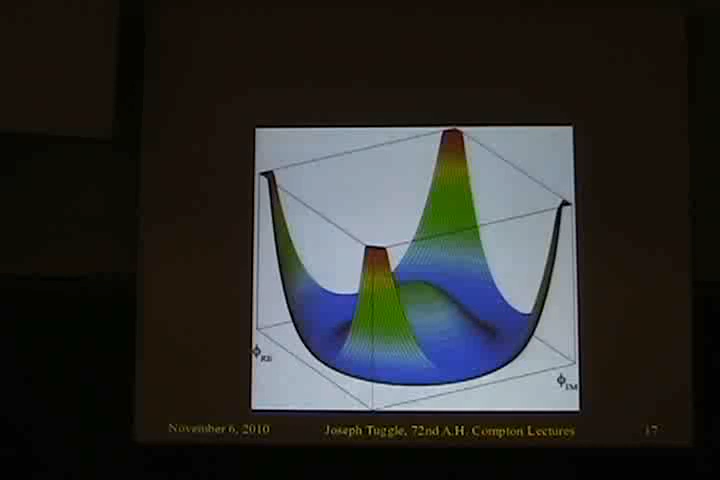 ϕRE
ϕIM
November 6, 2010 Joseph Tuggle, 72nd A.H. Compton Lectures 17